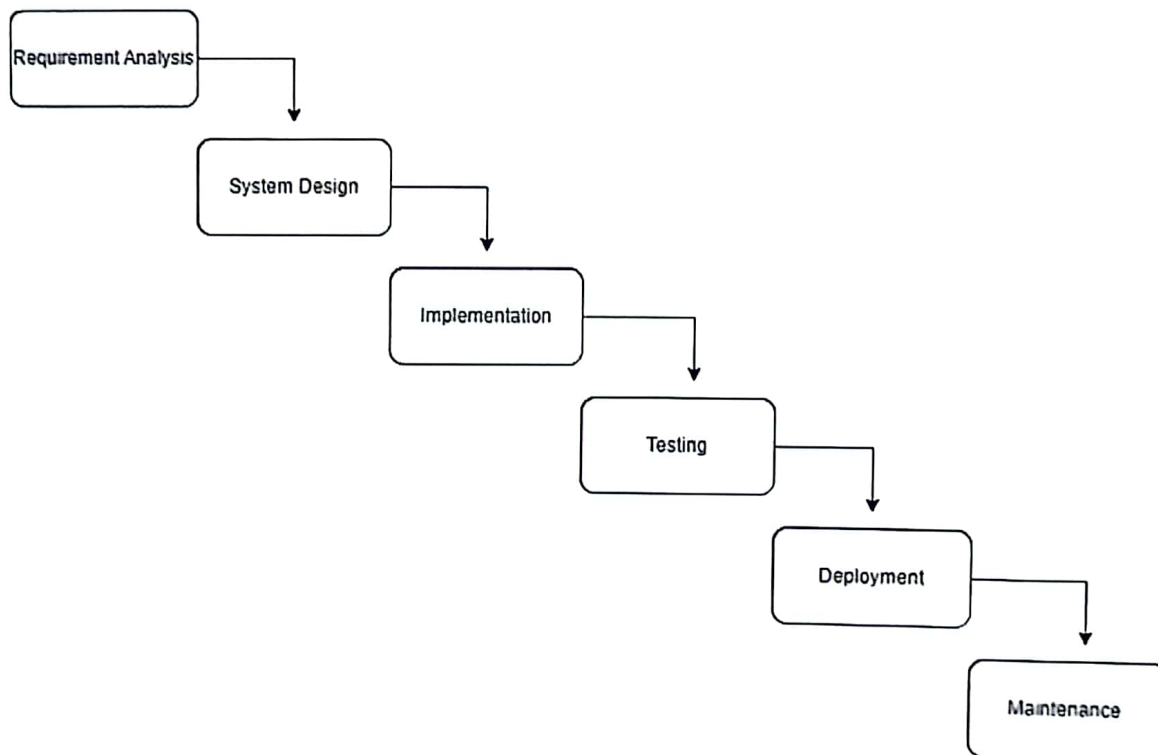 Requirement Analysis
System Design
Implementation
Testing
Deployment
Maintenance